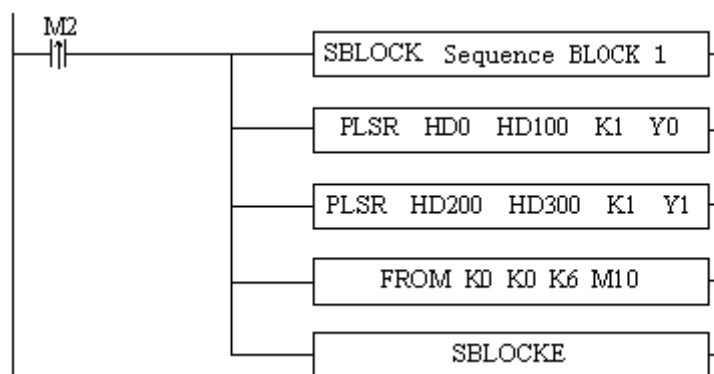 M2
SBLOCK Sequence BLOCK 1
PLSR HD0 HD100 K1 Y0
PLSR HD200 HD300 K1 Y1
FROM K0 K0 K6 M10
SBLOCKE